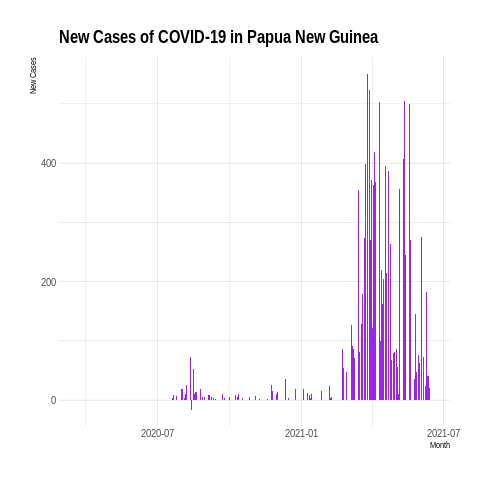 New Cases of COVID-19 in Papua New Guinea
New Cases
400
200
0
2020-07
2021-01
2021-07
Month